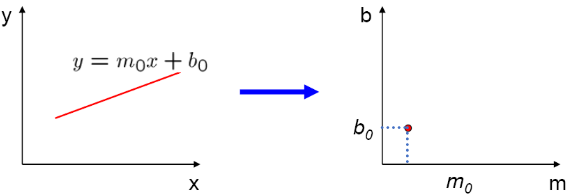 y
y = m₀x + b₀
x
b
b₀
m₀
m